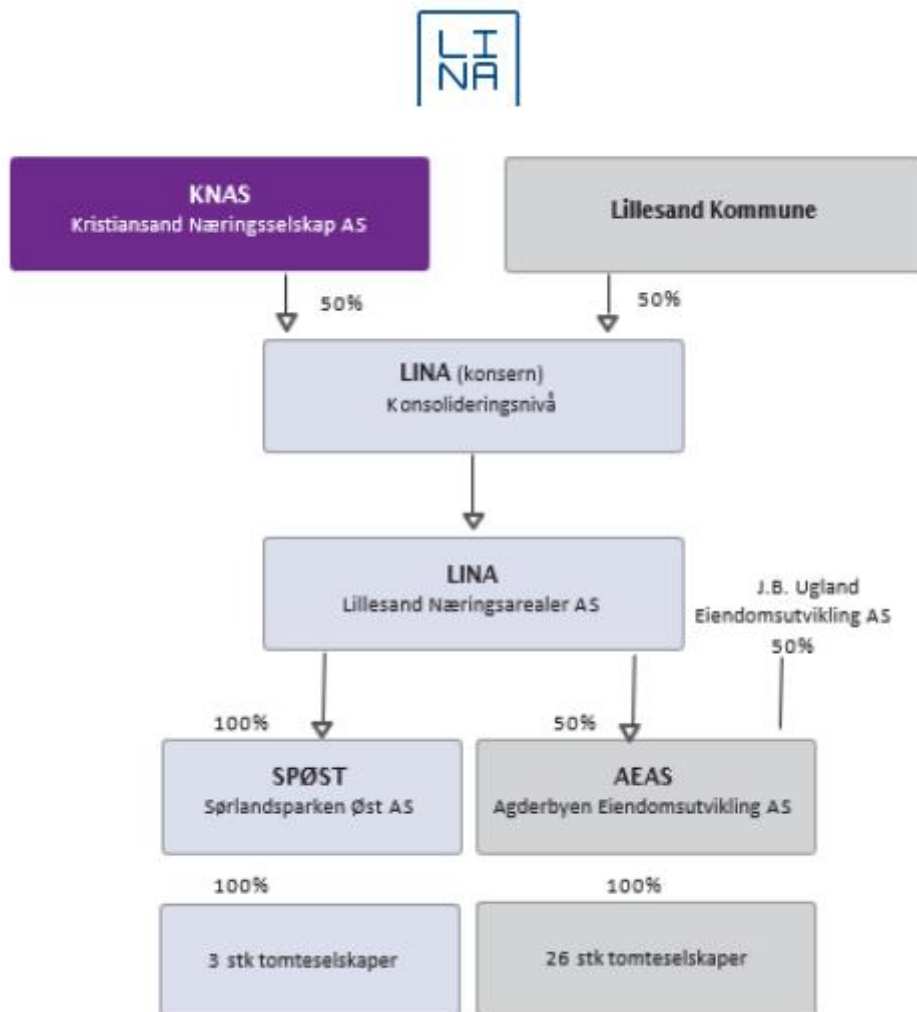 LI
NA
KNAS
Kristiansand Næringsselskap AS
Lillesand Kommune
50%
50%
LINA (konsern)
Konsolideringsnivå
LINA
Lillesand Næringsarealer AS
J.B. Ugland
Eiendomsutvikling AS
50%
100%
50%
SPØST
Sørlandsparken Øst AS
AEAS
Agderbyen Eiendomsutvikling AS
100%
100%
3 stk tomteselskaper
26 stk tomteselskaper